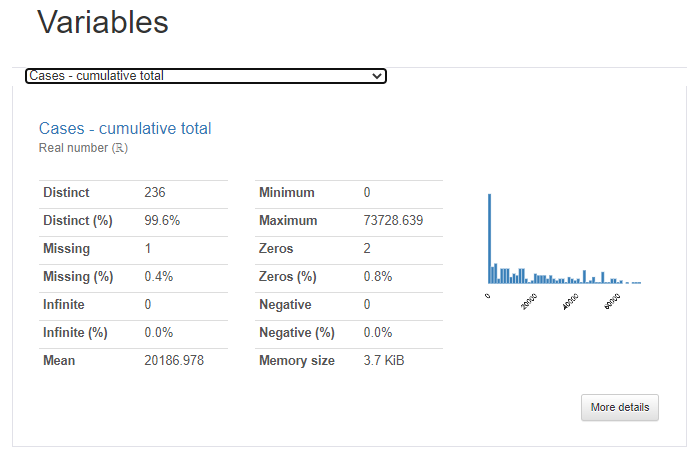 Variables
Cases - cumulative total
Cases - cumulative total
Real number (ℝ)
Distinct 236
Distinct (%) 99.6%
Missing 1
Missing (%) 0.4%
Infinite 0
Infinite (%) 0.0%
Mean 20186.978
Minimum 0
Maximum 73728.639
Zeros 2
Zeros (%) 0.8%
Negative 0
Negative (%) 0.0%
Memory size 3.7 KiB
0 20000 40000 60000
More details